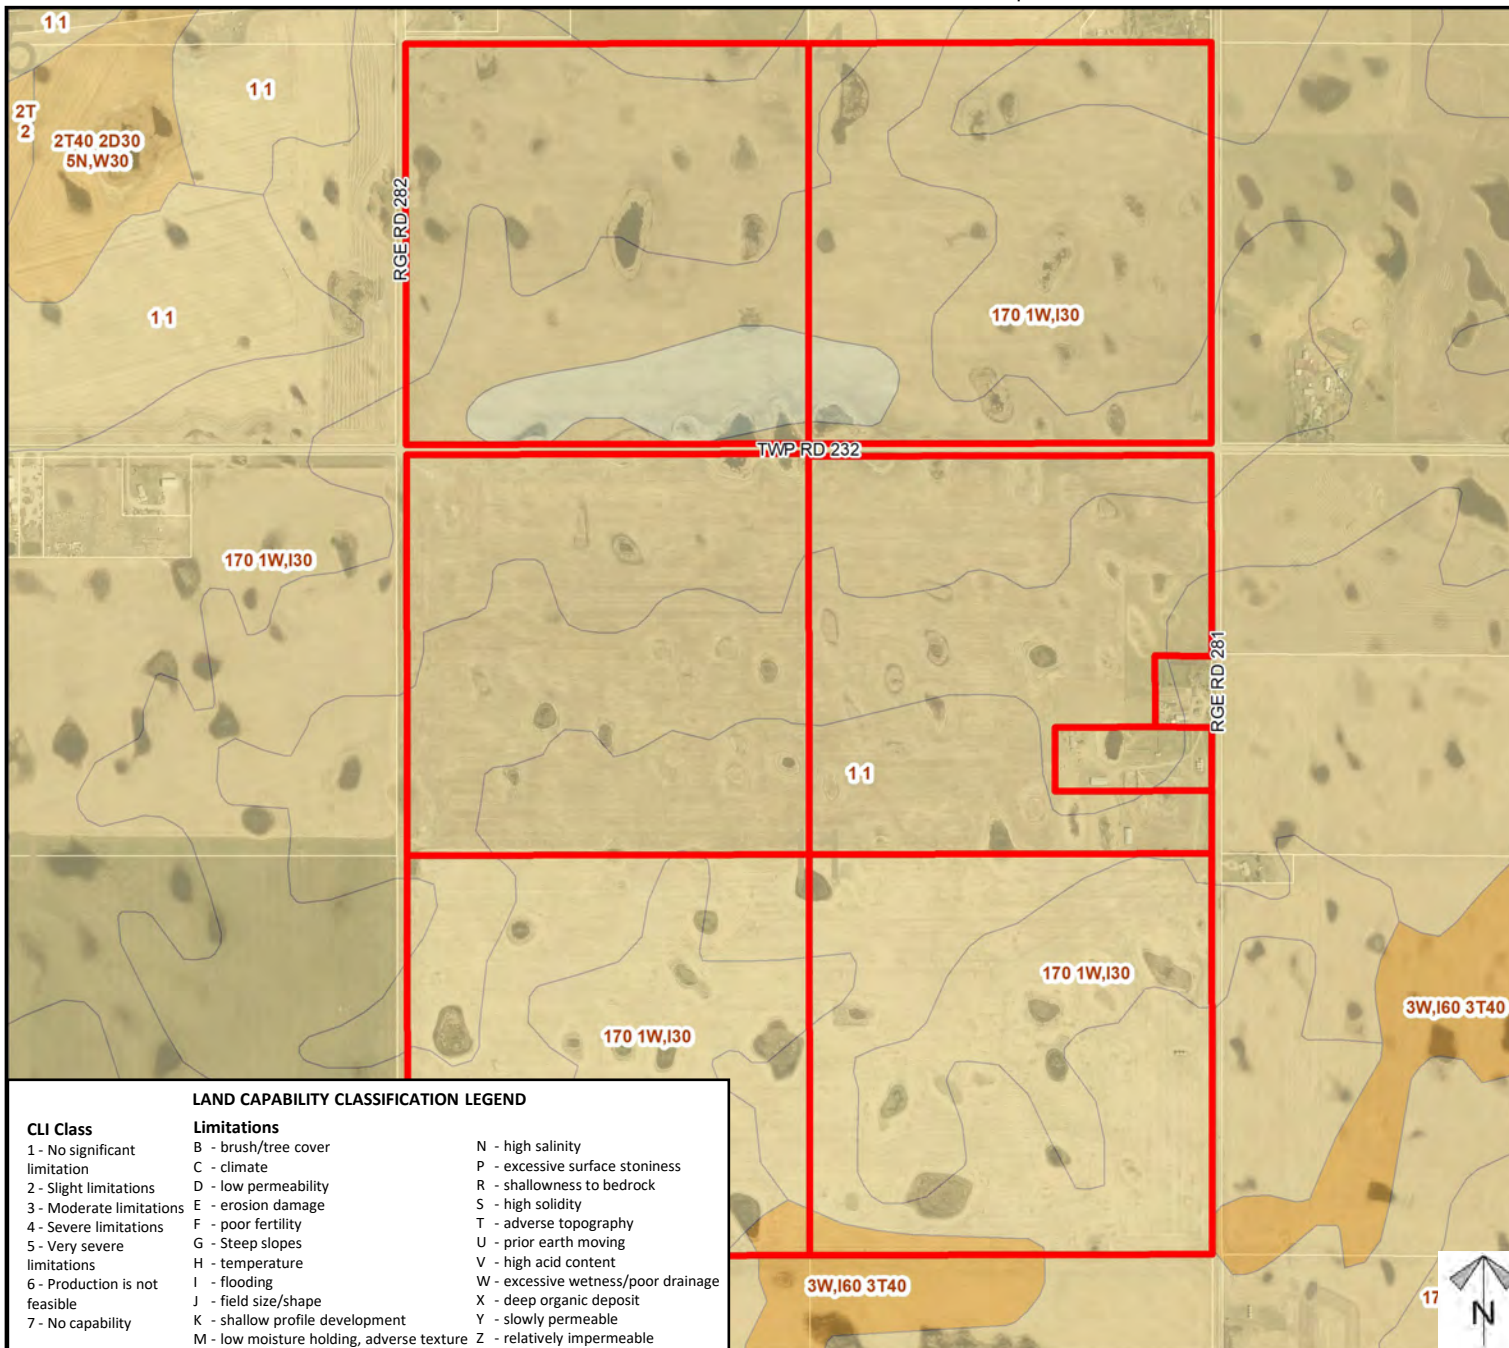 1 1
1 1
2T
2
2T40 2D30
5N,W30
RGE RD 282
1 1
170 1W,I30
TWP RD 232
170 1W,I30
RGE RD 281
1 1
170 1W,I30
170 1W,I30
3W,I60 3T40
3W,I60 3T40
17
N
LAND CAPABILITY CLASSIFICATION LEGEND
CLI Class
1 - No significant
limitation
2 - Slight limitations
3 - Moderate limitations
4 - Severe limitations
5 - Very severe
limitations
6 - Production is not
feasible
7 - No capability
Limitations
B - brush/tree cover
C - climate
D - low permeability
E - erosion damage
F - poor fertility
G - Steep slopes
H - temperature
I - flooding
J - field size/shape
K - shallow profile development
M - low moisture holding, adverse texture
N - high salinity
P - excessive surface stoniness
R - shallowness to bedrock
S - high solidity
T - adverse topography
U - prior earth moving
V - high acid content
W - excessive wetness/poor drainage
X - deep organic deposit
Y - slowly permeable
Z - relatively impermeable